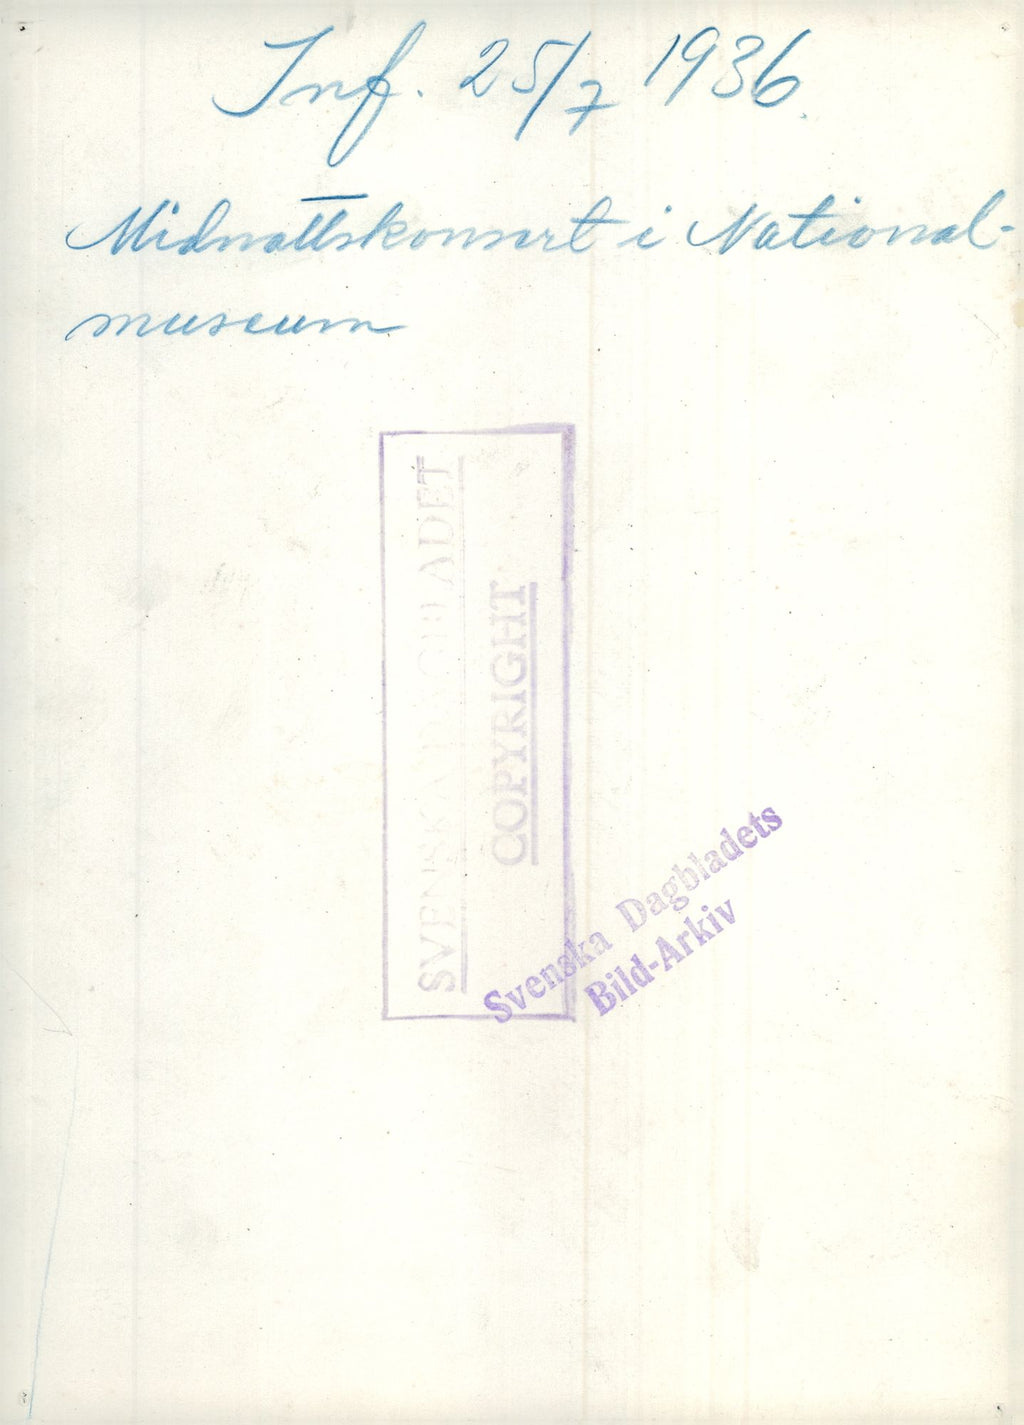 Inf. 25/7 1936.
Midnattskonsert i National-
museum
SVENSKA DAGBLADET
COPYRIGHT
Svenska Dagbladets
Bild-Arkiv